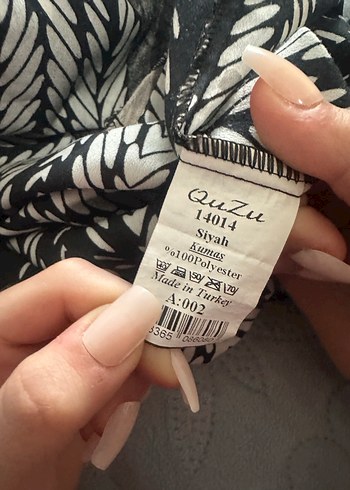 QuZu
14014
Siyah
Kumaş
%100Polyester
Made in Turkey
A:002